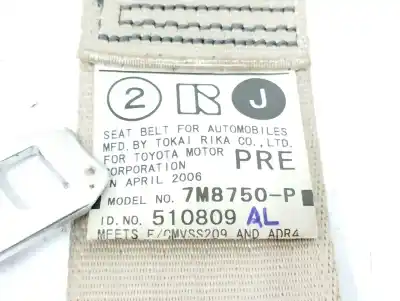 2 R J
SEAT BELT FOR AUTOMOBILES
MFD. BY TOKAI RIKA CO., LTD.
FOR TOYOTA MOTOR PRE
CORPORATION
IN APRIL 2006
MODEL NO. 7M8750-P
ID. NO. 510809 AL
MEETS F/CMVSS209 AND ADR4